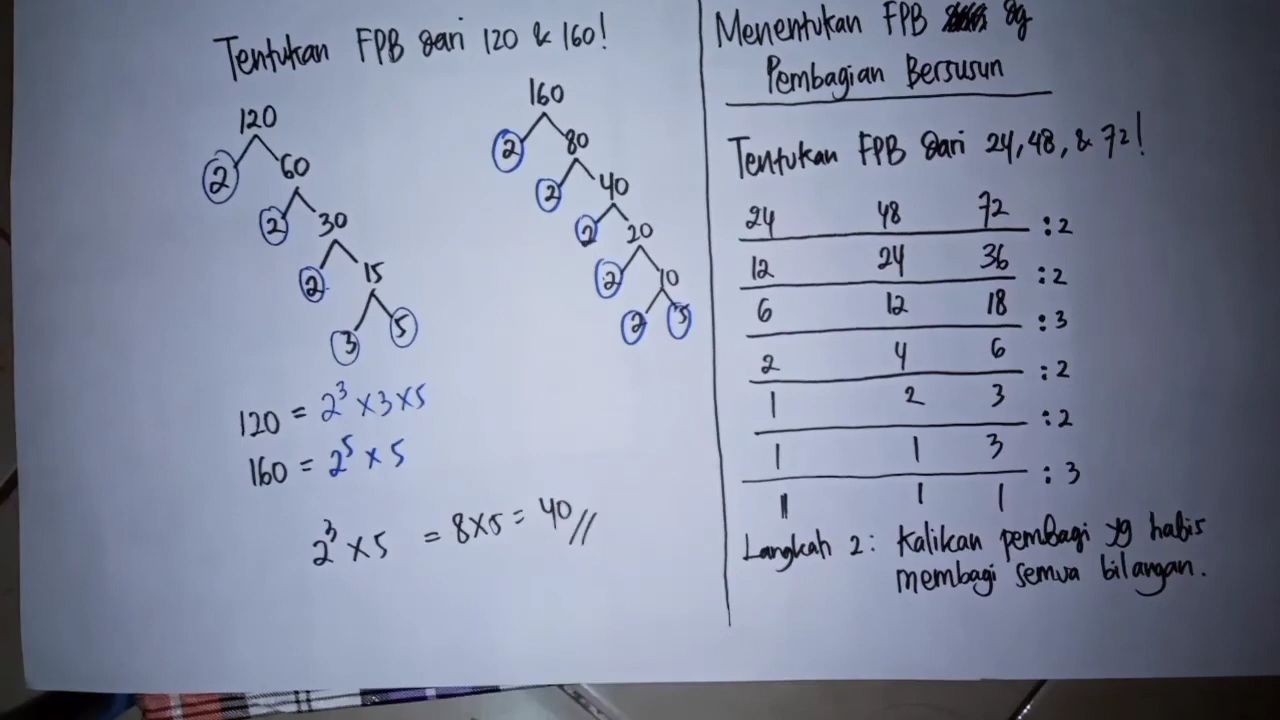 Tentukan FPB dari 120 & 160!
120
2 60
2 30
2 15
3 5
160
2 80
2 40
2 20
2 10
2 5
120 = 2³ x 3 x 5
160 = 2⁵ x 5
2³ x 5 = 8 x 5 = 40 //
Menentukan FPB dg
Pembagian Bersusun
Tentukan FPB dari 24, 48, & 72!
24 48 72 : 2
12 24 36 : 2
6 12 18 : 3
2 4 6 : 2
1 2 3 : 2
1 1 3 : 3
1 1 1
Langkah 2: Kalikan pembagi yg habis
membagi semua bilangan.